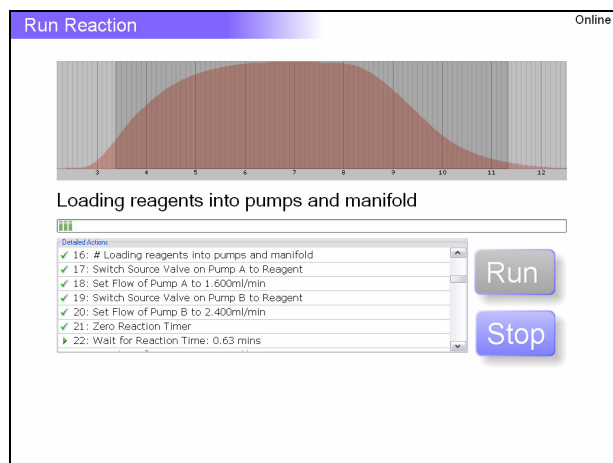 Run Reaction
Online
3 4 5 6 7 8 9 10 11 12
Loading reagents into pumps and manifold
Detailed Actions
16: # Loading reagents into pumps and manifold
17: Switch Source Valve on Pump A to Reagent
18: Set Flow of Pump A to 1.600ml/min
19: Switch Source Valve on Pump B to Reagent
20: Set Flow of Pump B to 2.400ml/min
21: Zero Reaction Timer
22: Wait for Reaction Time: 0.63 mins
Run
Stop